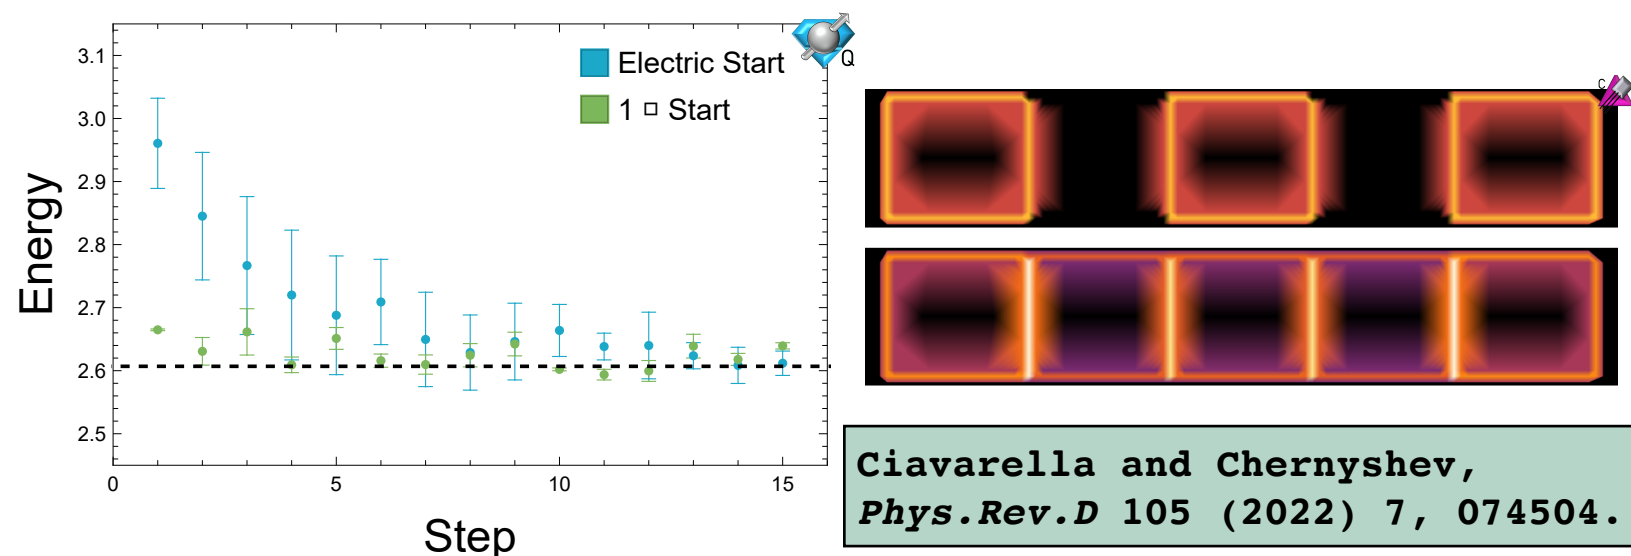 Energy
3.1
3.0
2.9
2.8
2.7
2.6
2.5
0 5 10 15
Step
Electric Start
1 □ Start
Q
C
Ciavarella and Chernyshev,
Phys.Rev.D 105 (2022) 7, 074504.